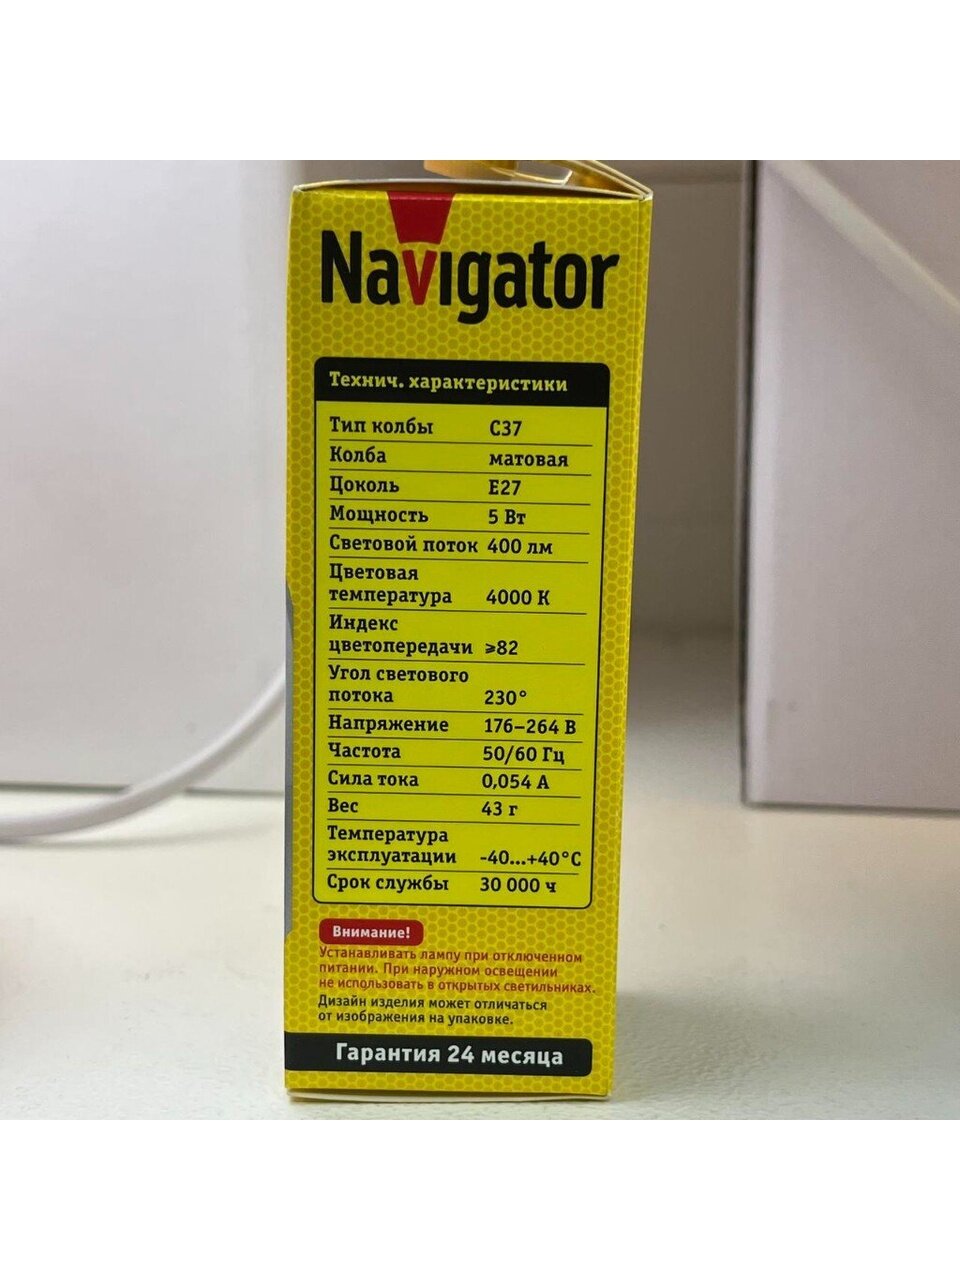 Navigator
Технич. характеристики
Тип колбы C37
Колба матовая
Цоколь E27
Мощность 5 Вт
Световой поток 400 лм
Цветовая
температура 4000 K
Индекс
цветопередачи ≥82
Угол светового
потока 230°
Напряжение 176–264 В
Частота 50/60 Гц
Сила тока 0,054 А
Вес 43 г
Температура
эксплуатации -40...+40°C
Срок службы 30 000 ч
Внимание!
Устанавливать лампу при отключенном
питании. При наружном освещении
не использовать в открытых светильниках.
Дизайн изделия может отличаться
от изображения на упаковке.
Гарантия 24 месяца